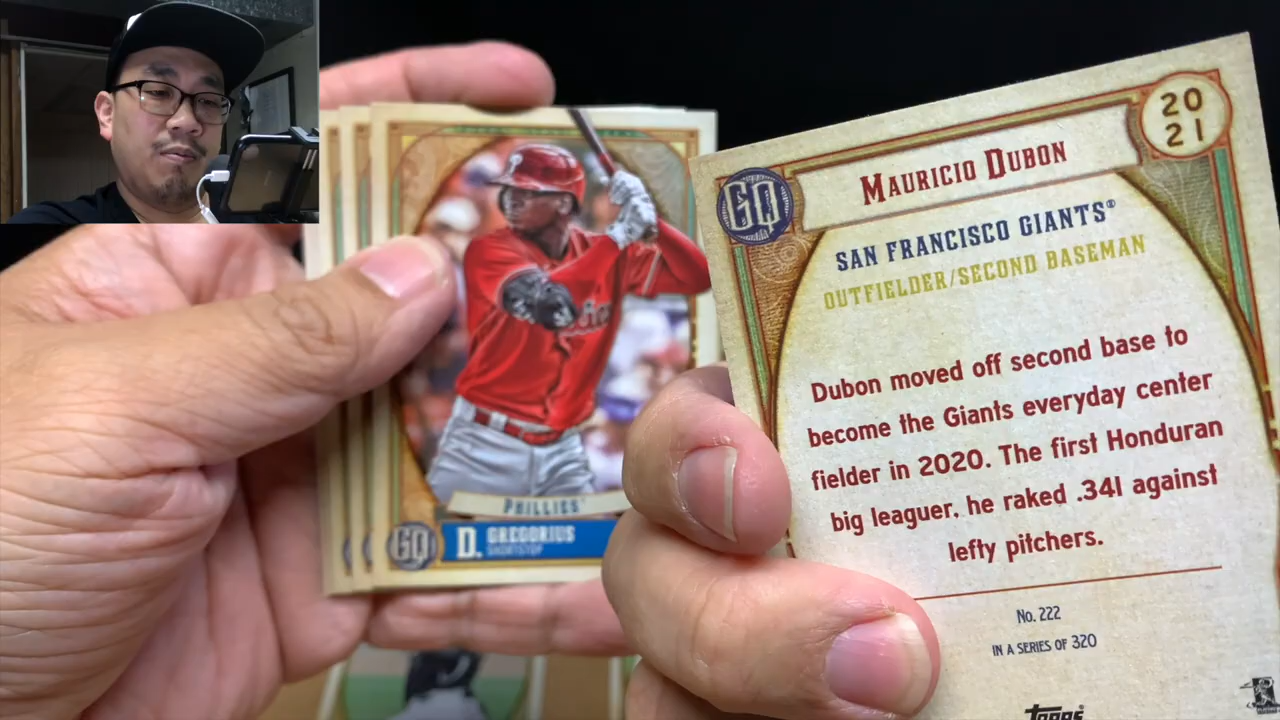 PHILLIES
GQ
D. GREGORIUS
SHORTSTOP
20
21
GQ
MAURICIO DUBON
SAN FRANCISCO GIANTS®
OUTFIELDER/SECOND BASEMAN
Dubon moved off second base to
become the Giants everyday center
fielder in 2020. The first Honduran
big leaguer, he raked .341 against
lefty pitchers.
No. 222
IN A SERIES OF 320
TOPPS